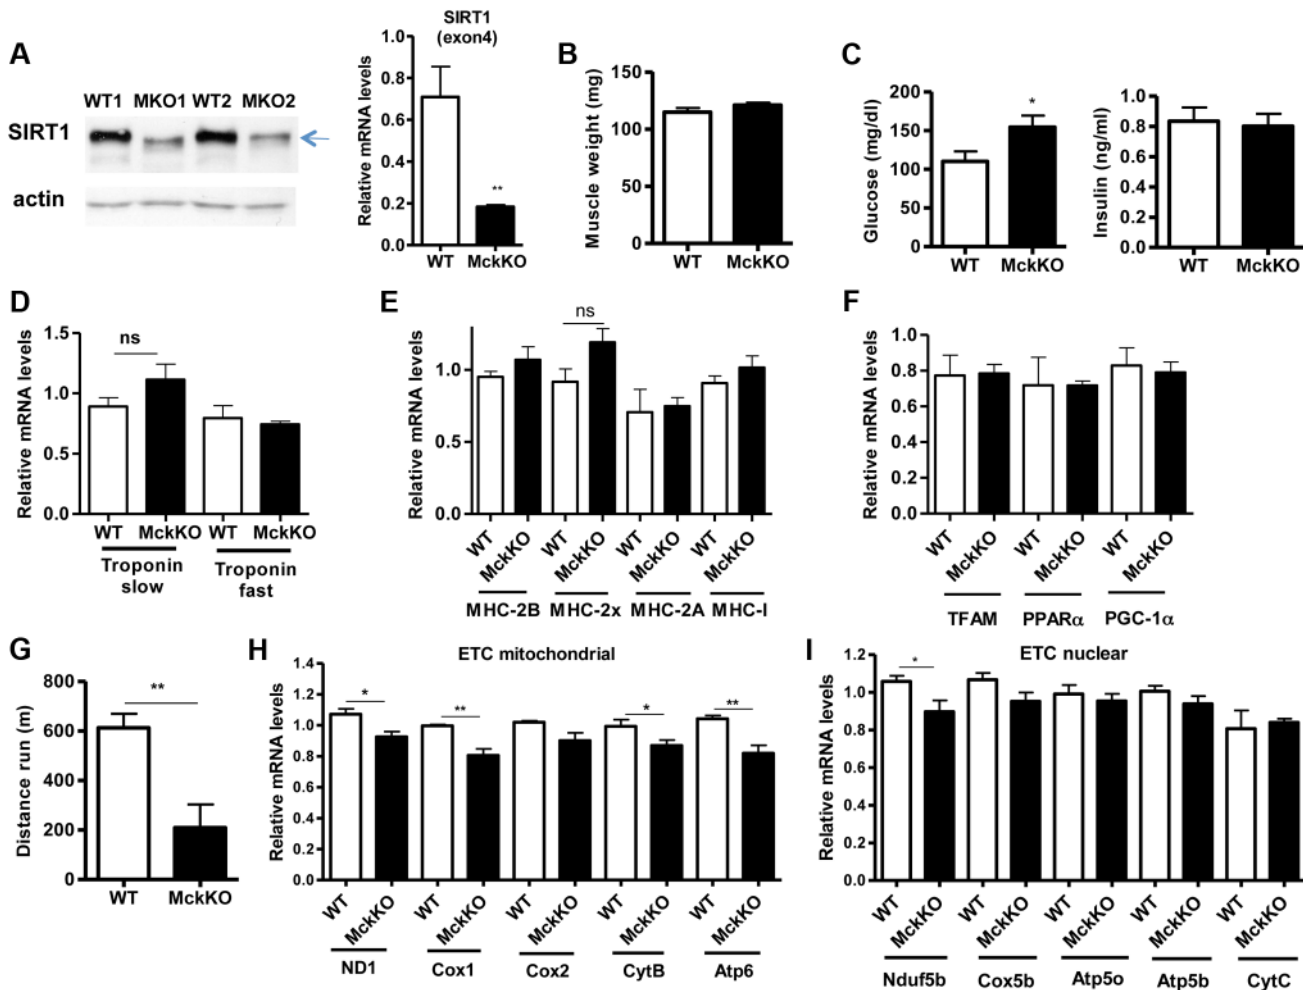 A
WT1 MKO1 WT2 MKO2
SIRT1
actin
SIRT1
(exon4)
Relative mRNA levels
1.0
0.8
0.6
0.4
0.2
0.0
**
WT MckKO
B
Muscle weight (mg)
150
100
50
0
WT MckKO
C
Glucose (mg/dl)
200
150
100
50
0
*
WT MckKO
Insulin (ng/ml)
1.0
0.8
0.6
0.4
0.2
0.0
WT MckKO
D
Relative mRNA levels
1.5
1.0
0.5
0.0
ns
WT MckKO WT MckKO
Troponin Troponin
slow fast
E
Relative mRNA levels
1.0
0.5
0.0
ns
WT MckKO WT MckKO WT MckKO WT MckKO
MHC-2B MHC-2x MHC-2A MHC-I
F
Relative mRNA levels
1.0
0.8
0.6
0.4
0.2
0.0
WT MckKO WT MckKO WT MckKO
TFAM PPARα PGC-1α
G
Distance run (m)
800
600
400
200
0
**
WT MckKO
H
ETC mitochondrial
Relative mRNA levels
1.4
1.2
1.0
0.8
0.6
0.4
0.2
0.0
* ** * **
WT MckKO WT MckKO WT MckKO WT MckKO WT MckKO
ND1 Cox1 Cox2 CytB Atp6
I
ETC nuclear
Relative mRNA levels
1.2
1.0
0.8
0.6
0.4
0.2
0.0
*
WT MckKO WT MckKO WT MckKO WT MckKO WT MckKO
Nduf5b Cox5b Atp5o Atp5b CytC